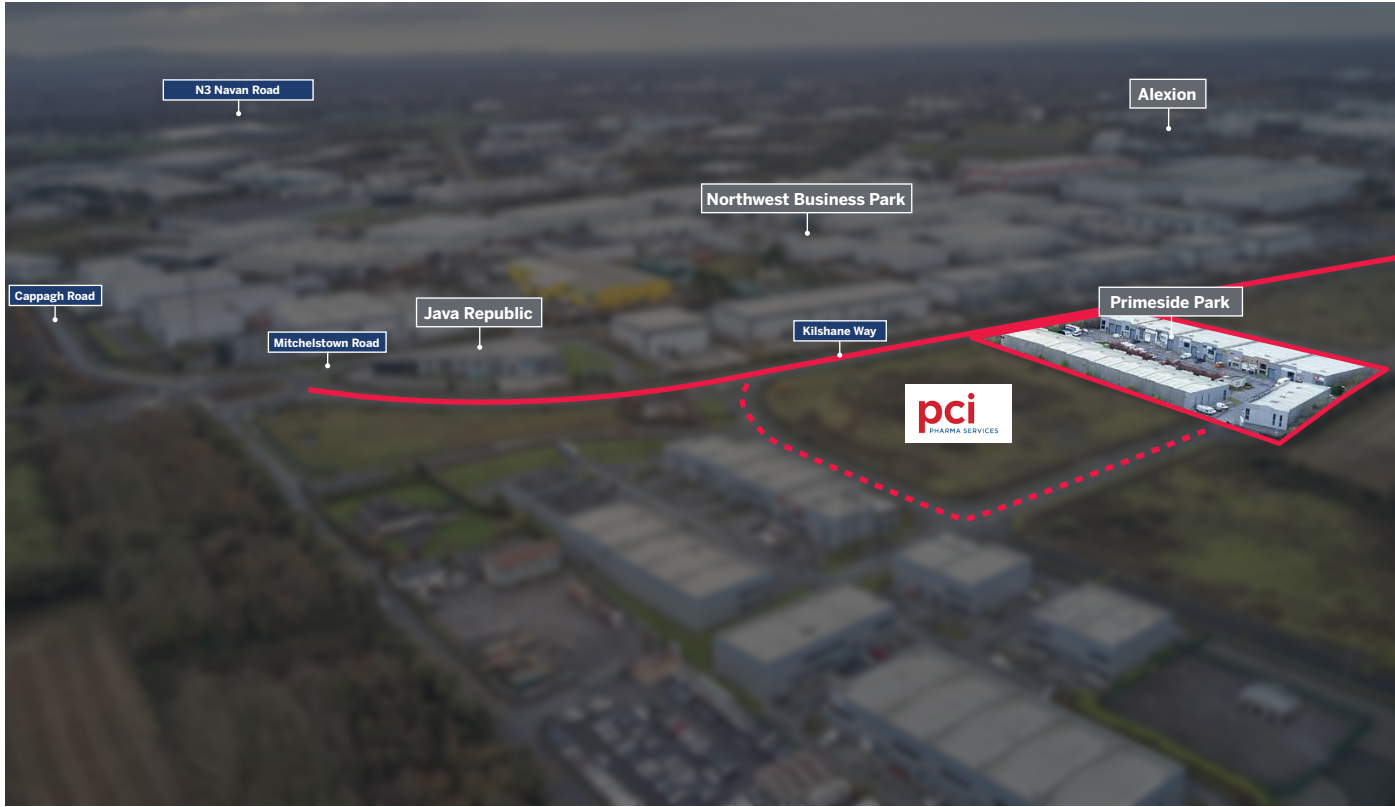 N3 Navan Road
Alexion
Northwest Business Park
Cappagh Road
Java Republic
Primeside Park
Mitchelstown Road
Kilshane Way
pci
PHARMA SERVICES